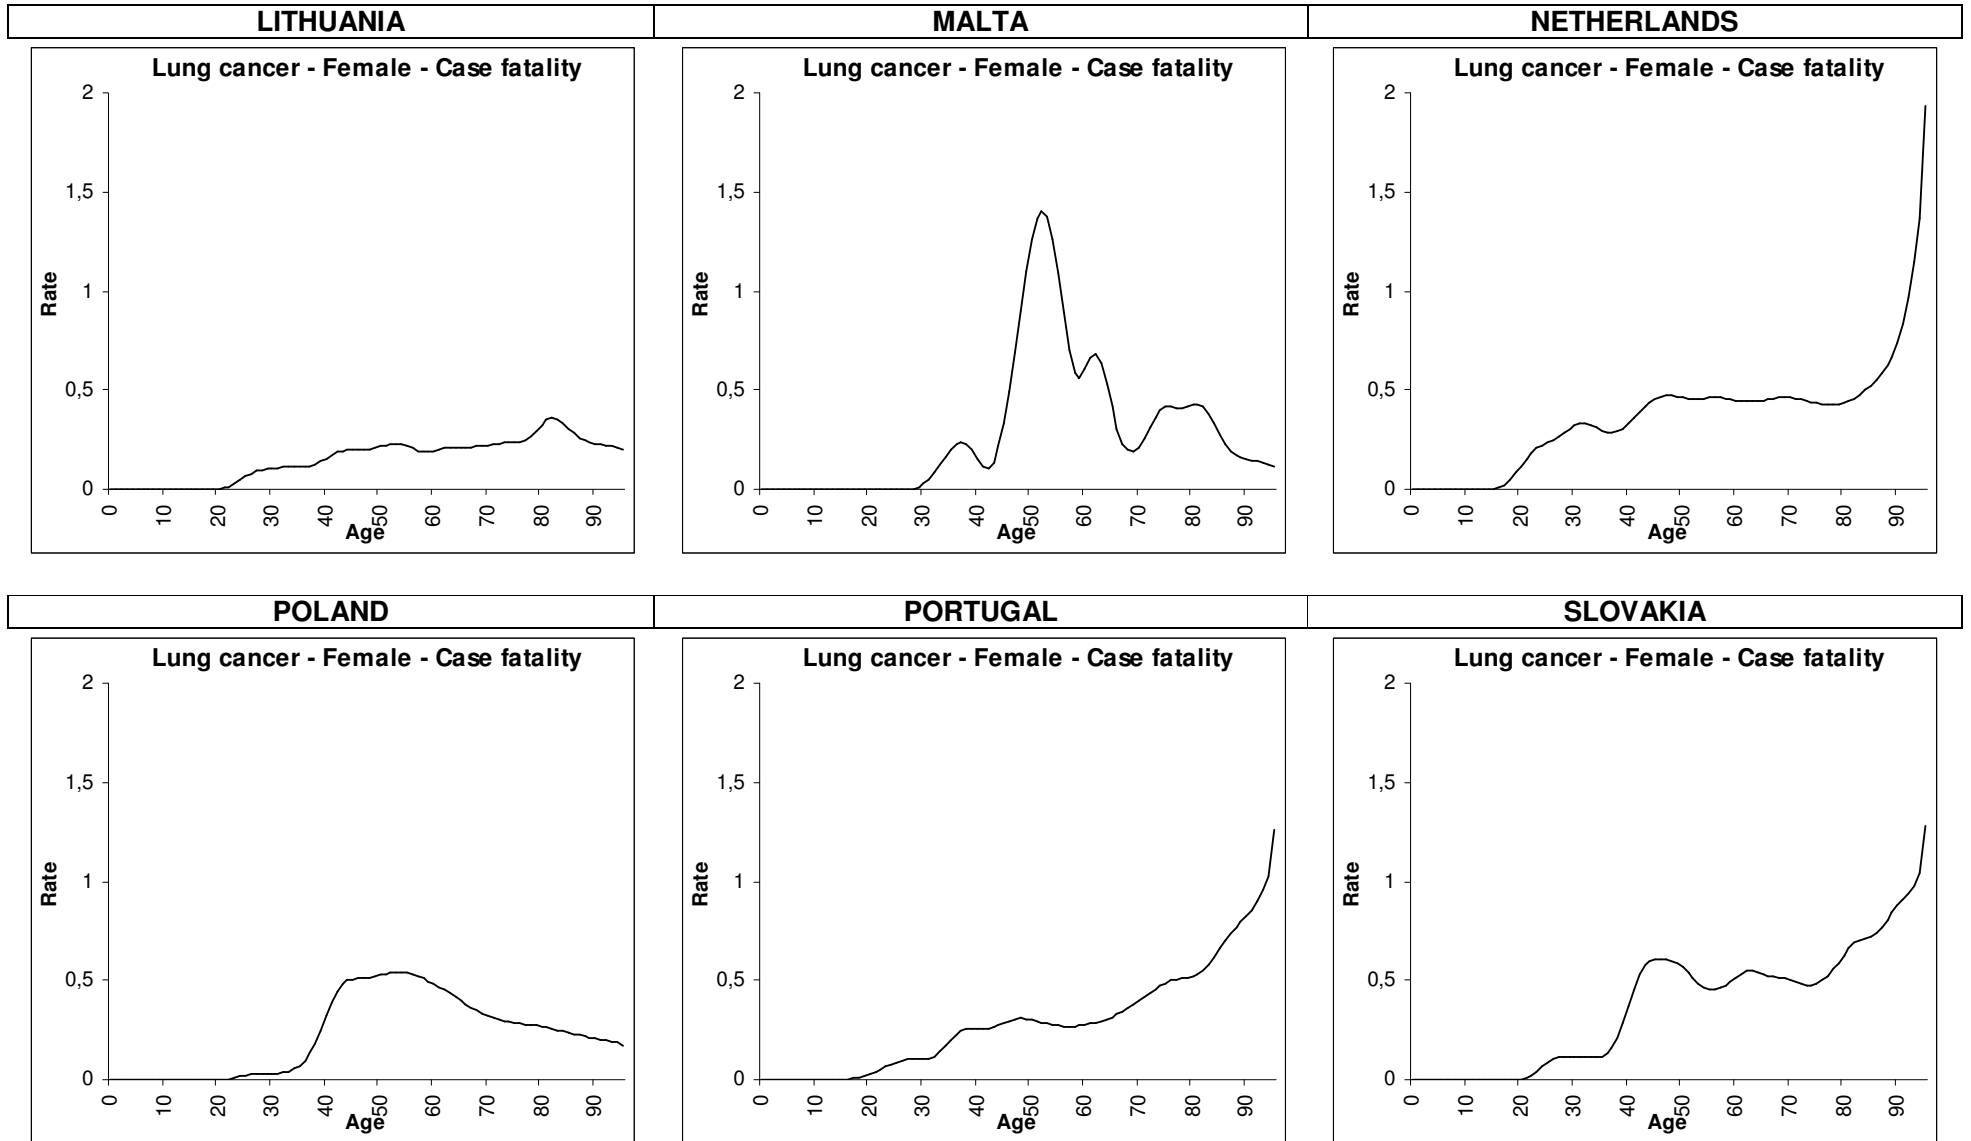 LITHUANIA
MALTA
NETHERLANDS
Lung cancer - Female - Case fatality
2
1,5
1
0,5
0
Rate
0 10 20 30 40 50 60 70 80 90
Age
Lung cancer - Female - Case fatality
2
1,5
1
0,5
0
Rate
0 10 20 30 40 50 60 70 80 90
Age
Lung cancer - Female - Case fatality
2
1,5
1
0,5
0
Rate
0 10 20 30 40 50 60 70 80 90
Age
POLAND
PORTUGAL
SLOVAKIA
Lung cancer - Female - Case fatality
2
1,5
1
0,5
0
Rate
0 10 20 30 40 50 60 70 80 90
Age
Lung cancer - Female - Case fatality
2
1,5
1
0,5
0
Rate
0 10 20 30 40 50 60 70 80 90
Age
Lung cancer - Female - Case fatality
2
1,5
1
0,5
0
Rate
0 10 20 30 40 50 60 70 80 90
Age